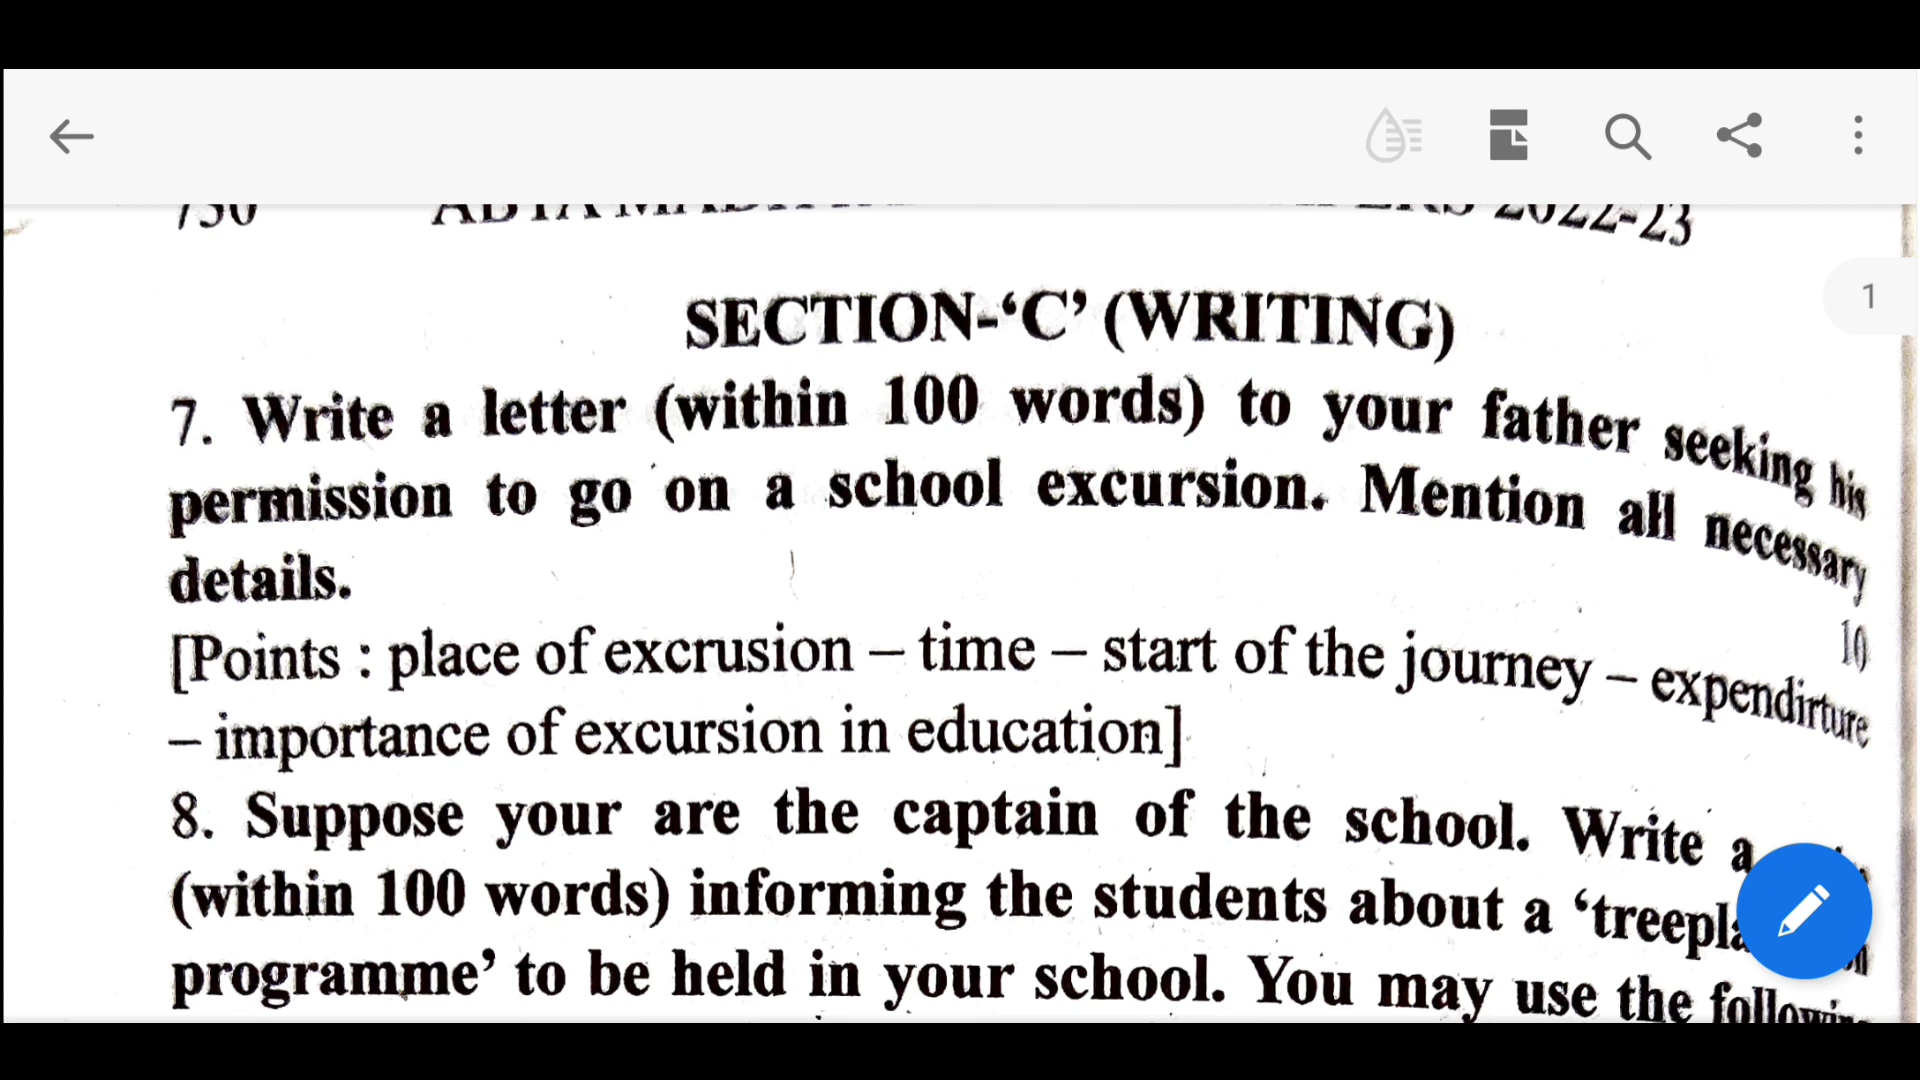 1
SECTION-‘C’ (WRITING)
7. Write a letter (within 100 words) to your father seeking his
permission to go on a school excursion. Mention all necessary
details.
10
[Points : place of excrusion – time – start of the journey – expendirture
– importance of excursion in education]
8. Suppose your are the captain of the school. Write a
(within 100 words) informing the students about a
programme’ to be held in your school. You may use the